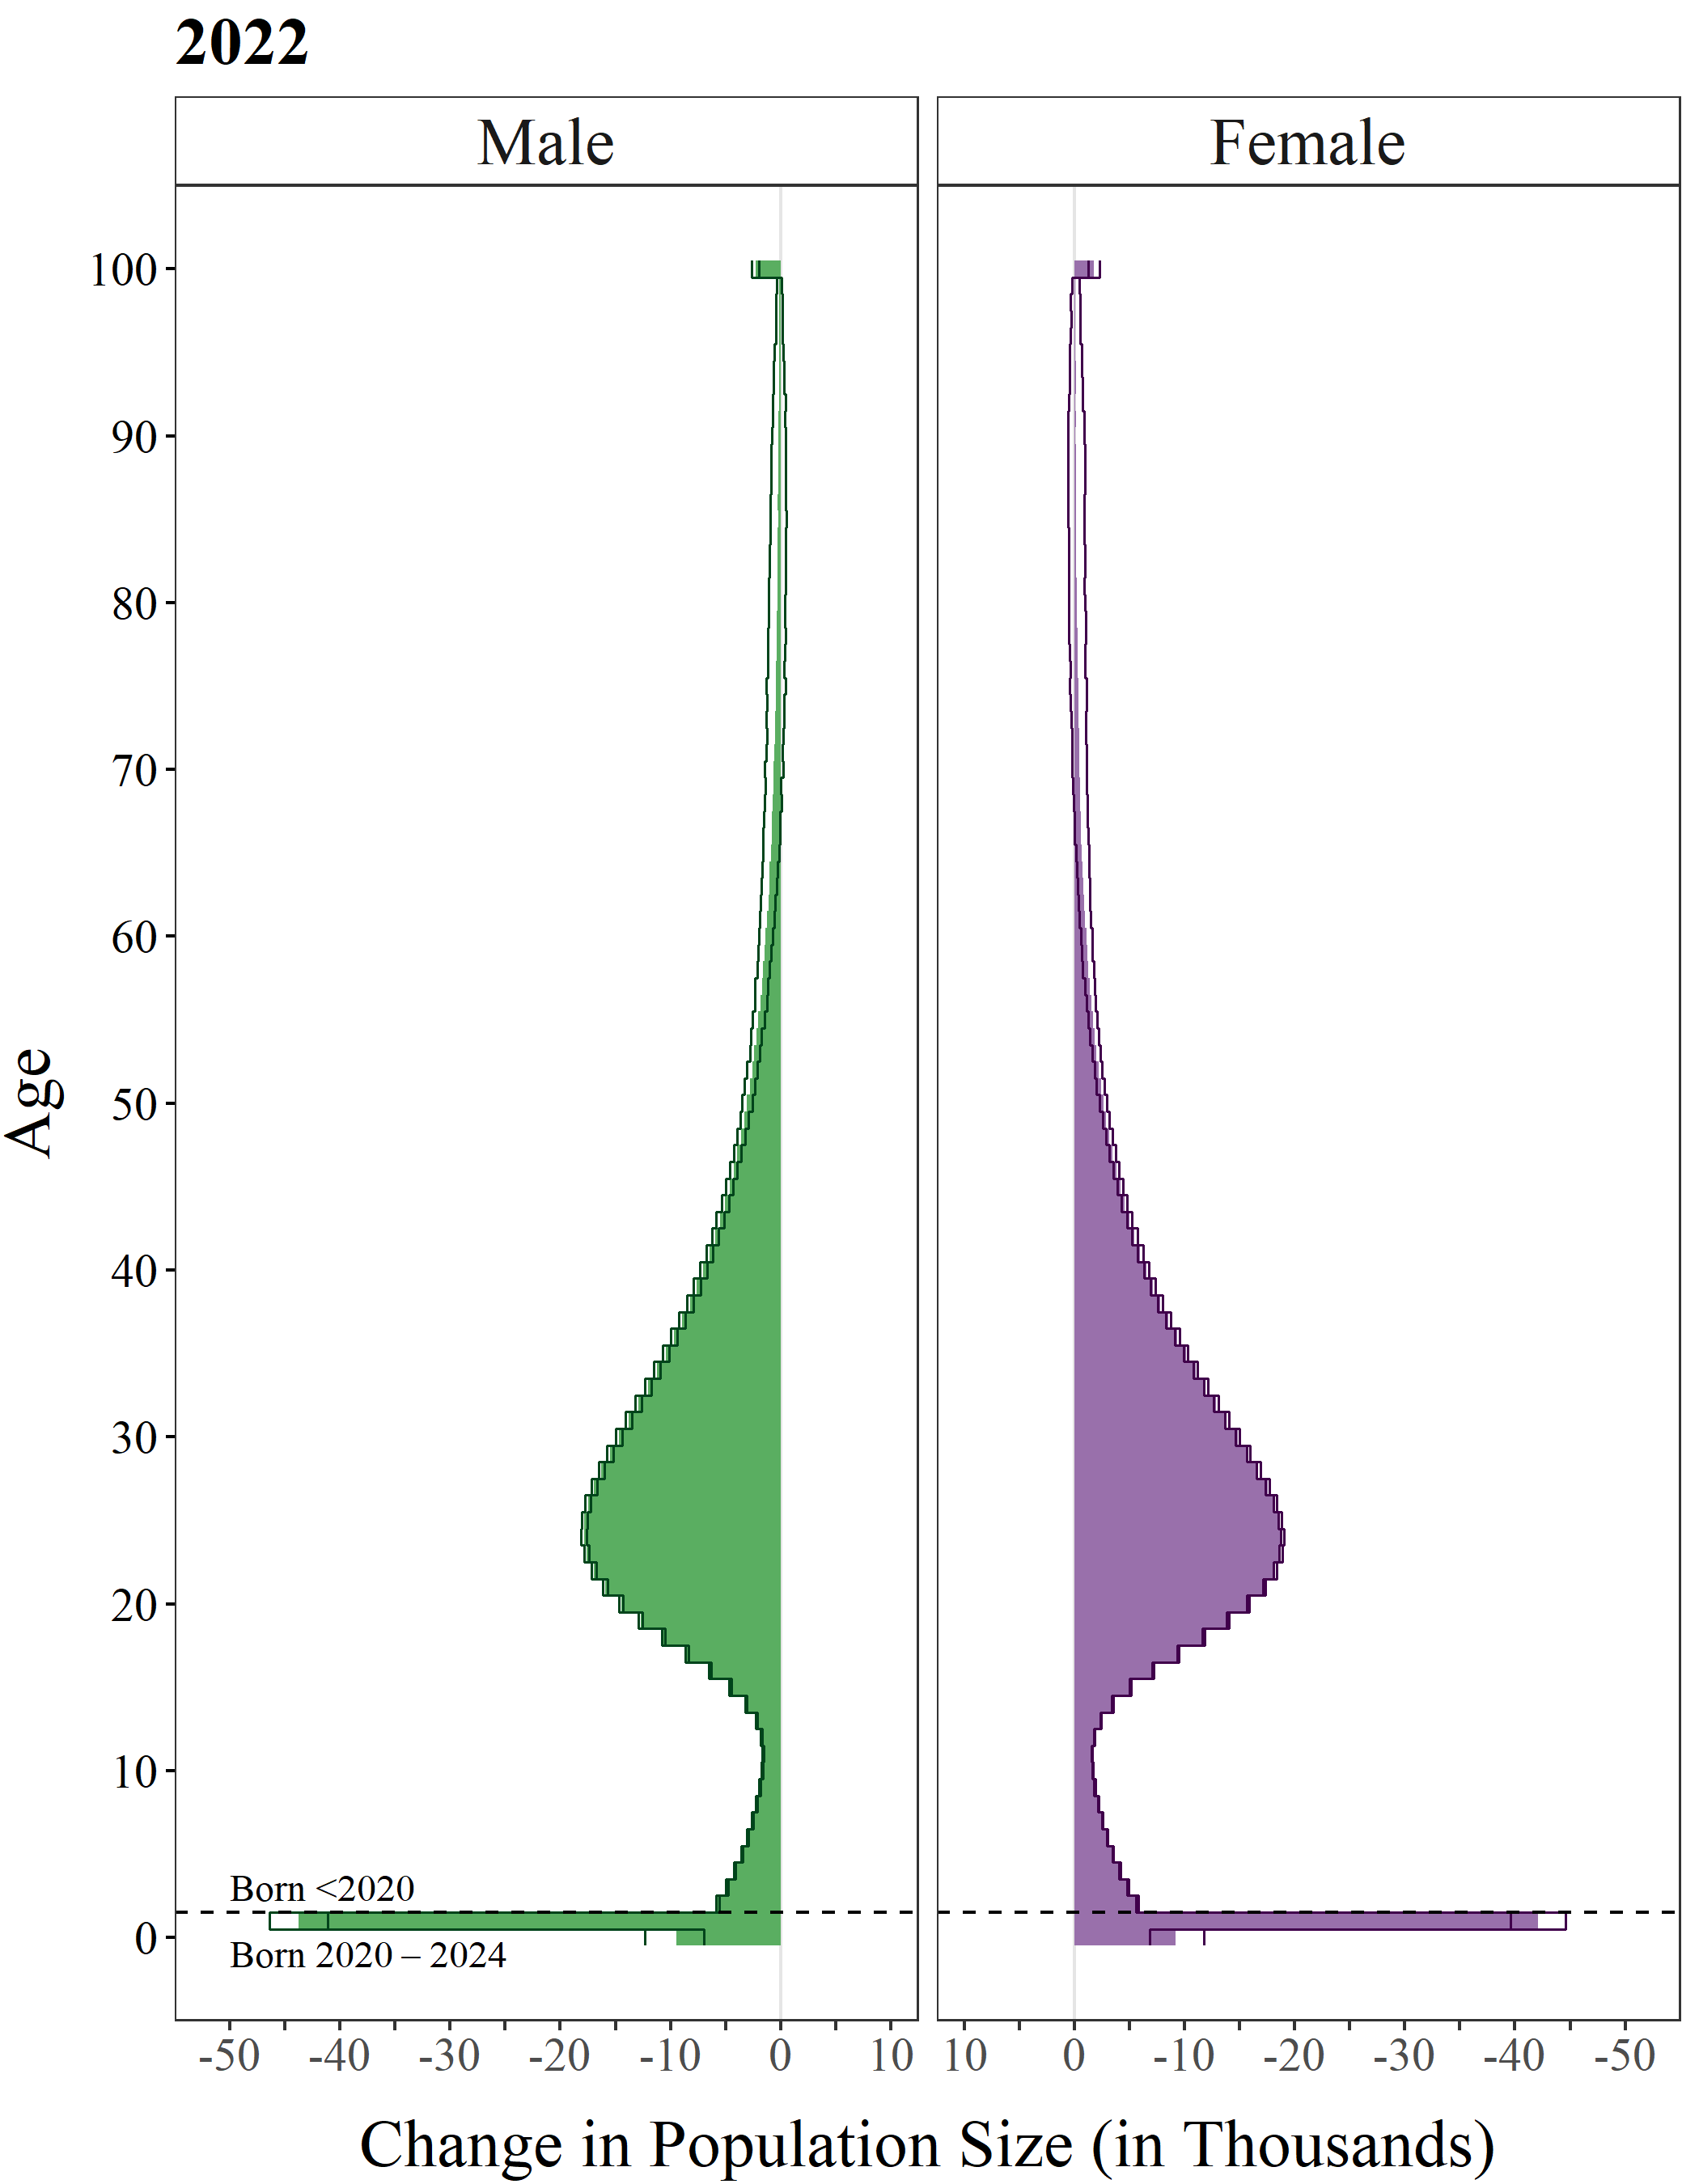 2022
Male
Female
Age
100
90
80
70
60
50
40
30
20
10
0
Born <2020
Born 2020 – 2024
-50 -40 -30 -20 -10 0 10
10 0 -10 -20 -30 -40 -50
Change in Population Size (in Thousands)